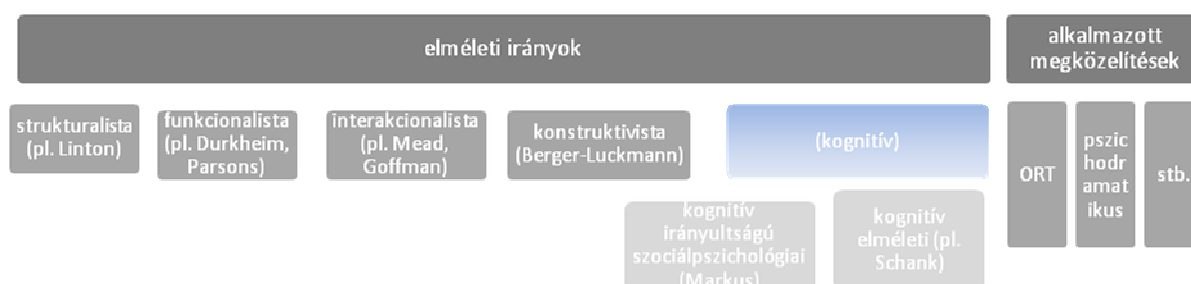 elméleti irányok
alkalmazott
megközelítések
strukturalista
(pl. Linton)
funkcionalista
(pl. Durkheim,
Parsons)
interakcionalista
(pl. Mead,
Goffman)
konstruktivista
(Berger-Luckmann)
(kognitív)
ORT
pszic
hodr
amat
ikus
stb.
kognitív
irányultságú
szociálpszichológiai
(Markus)
kognitív
elméleti (pl.
Schank)